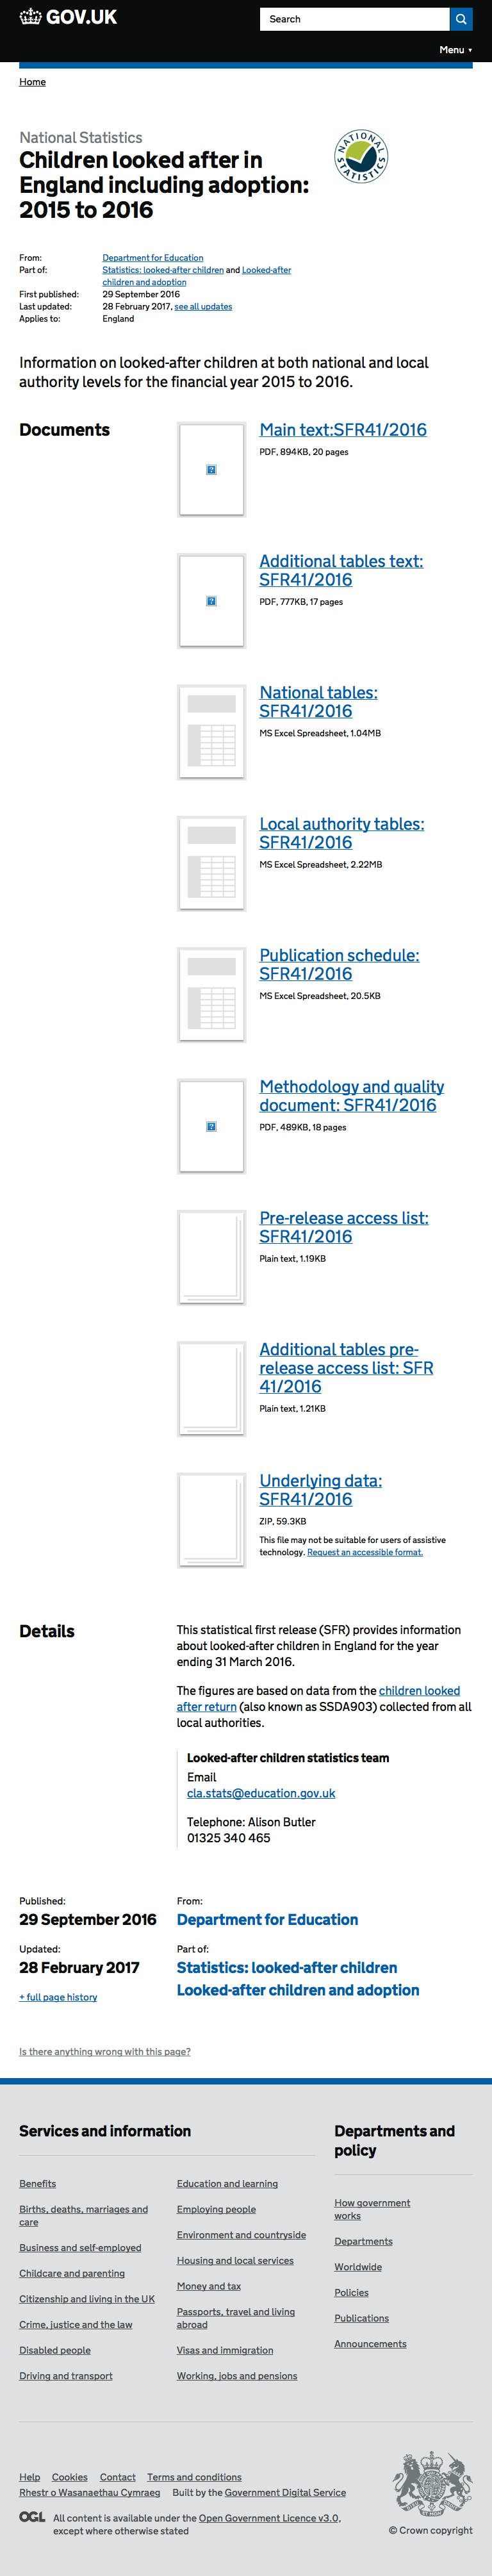 GOV.UK
Search
Menu ▼
Home
National Statistics
Children looked after in
England including adoption:
2015 to 2016
NATIONAL STATISTICS
From: Department for Education
Part of: Statistics: looked-after children and Looked-after
children and adoption
First published: 29 September 2016
Last updated: 28 February 2017, see all updates
Applies to: England
Information on looked-after children at both national and local
authority levels for the financial year 2015 to 2016.
Documents
Main text:SFR41/2016
PDF, 894KB, 20 pages
Additional tables text:
SFR41/2016
PDF, 777KB, 17 pages
National tables:
SFR41/2016
MS Excel Spreadsheet, 1.04MB
Local authority tables:
SFR41/2016
MS Excel Spreadsheet, 2.22MB
Publication schedule:
SFR41/2016
MS Excel Spreadsheet, 20.5KB
Methodology and quality
document: SFR41/2016
PDF, 489KB, 18 pages
Pre-release access list:
SFR41/2016
Plain text, 1.19KB
Additional tables pre-
release access list: SFR
41/2016
Plain text, 1.21KB
Underlying data:
SFR41/2016
ZIP, 59.3KB
This file may not be suitable for users of assistive
technology. Request an accessible format.
Details
This statistical first release (SFR) provides information
about looked-after children in England for the year
ending 31 March 2016.
The figures are based on data from the children looked
after return (also known as SSDA903) collected from all
local authorities.
Looked-after children statistics team
Email
cla.stats@education.gov.uk
Telephone: Alison Butler
01325 340 465
Published:
29 September 2016
Updated:
28 February 2017
+ full page history
From:
Department for Education
Part of:
Statistics: looked-after children
Looked-after children and adoption
Is there anything wrong with this page?
Services and information
Benefits
Births, deaths, marriages and
care
Business and self-employed
Childcare and parenting
Citizenship and living in the UK
Crime, justice and the law
Disabled people
Driving and transport
Education and learning
Employing people
Environment and countryside
Housing and local services
Money and tax
Passports, travel and living
abroad
Visas and immigration
Working, jobs and pensions
Departments and
policy
How government
works
Departments
Worldwide
Policies
Publications
Announcements
Help Cookies Contact Terms and conditions
Rhestr o Wasanaethau Cymraeg Built by the Government Digital Service
OGL All content is available under the Open Government Licence v3.0,
except where otherwise stated
© Crown copyright